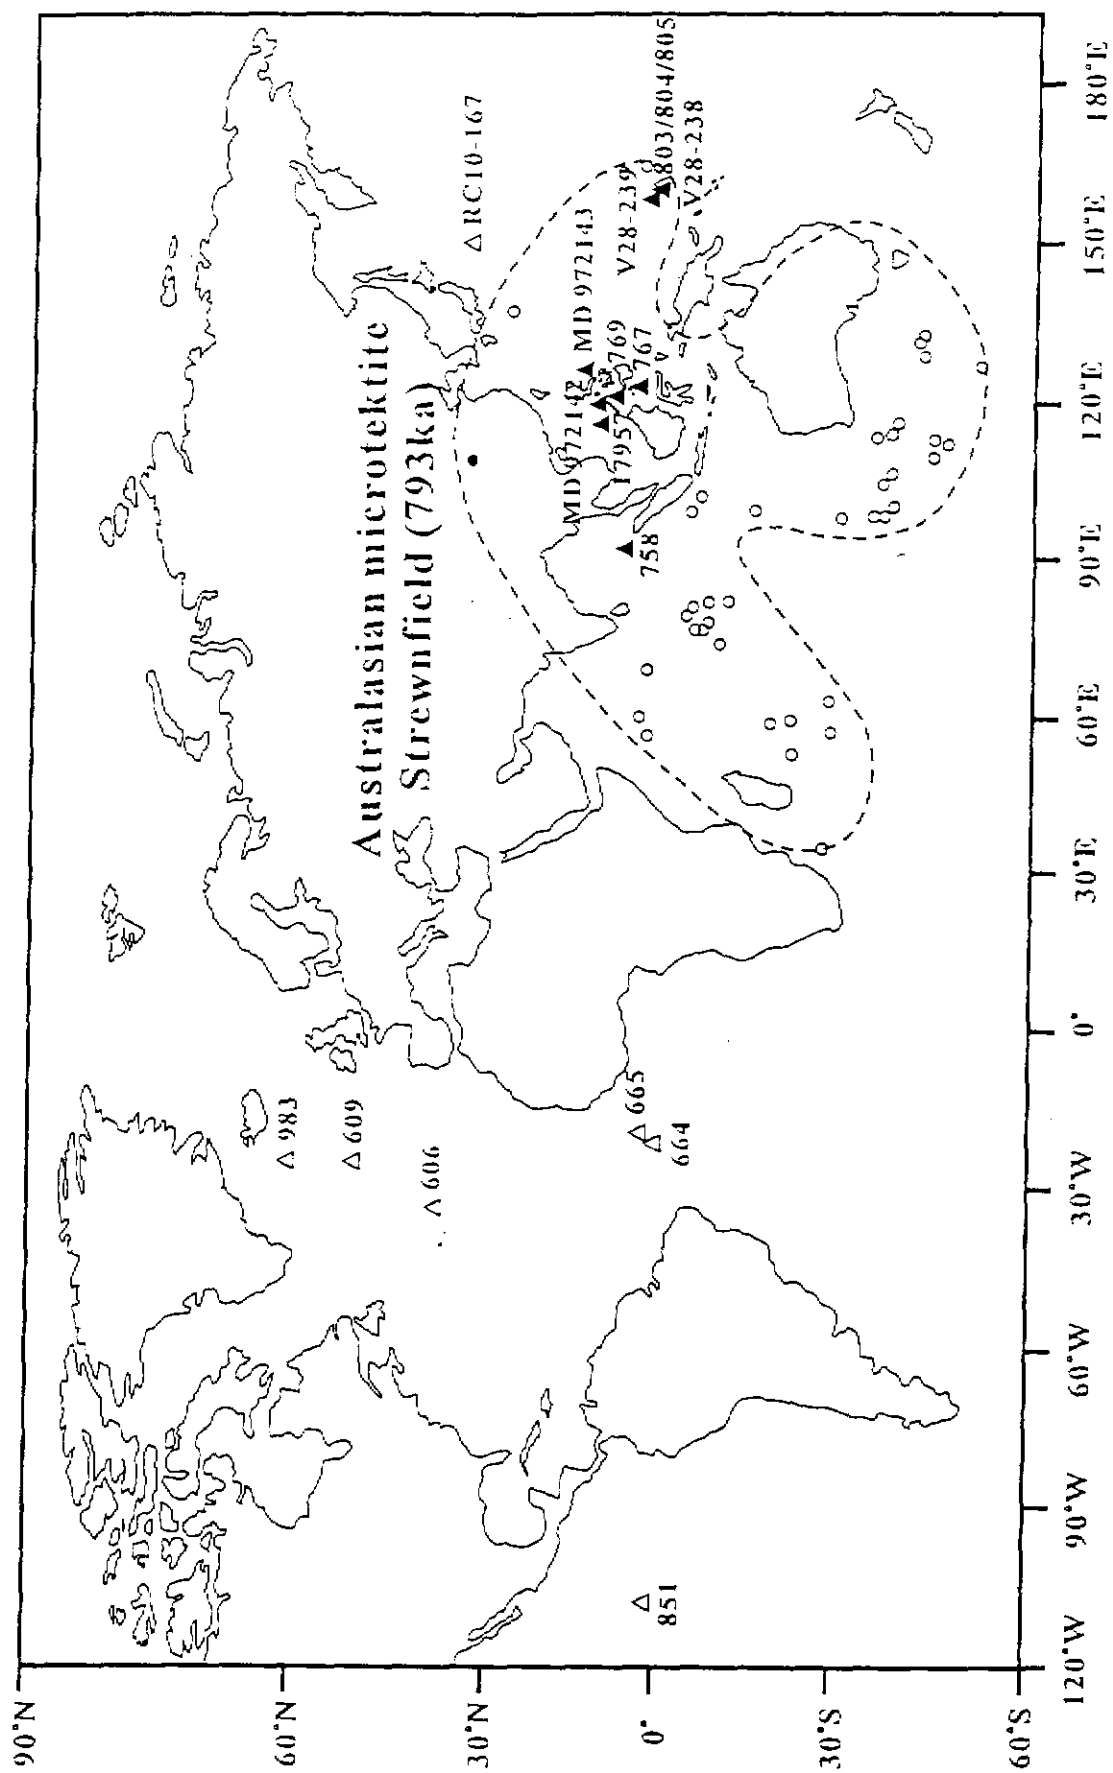 Australasian microtektite
Strewnfield (793ka)
△RC10-167
MD 972143
MD 972142
V28-239
803/804/805
V28-238
769
767
17957
758
△983
△609
△606
△665
664
△
851
90°N
60°N
30°N
0°
30°S
60°S
120°W
90°W
60°W
30°W
0°
30°E
60°E
90°E
120°E
150°E
180°E